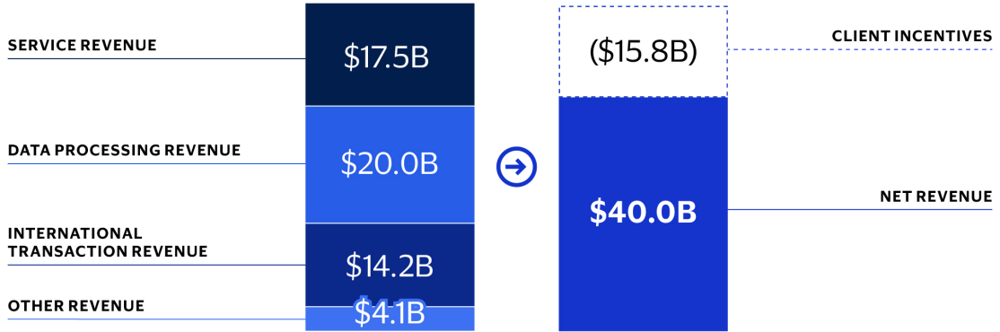 SERVICE REVENUE
$17.5B
DATA PROCESSING REVENUE
$20.0B
INTERNATIONAL
TRANSACTION REVENUE
$14.2B
OTHER REVENUE
$4.1B
($15.8B)
CLIENT INCENTIVES
$40.0B
NET REVENUE